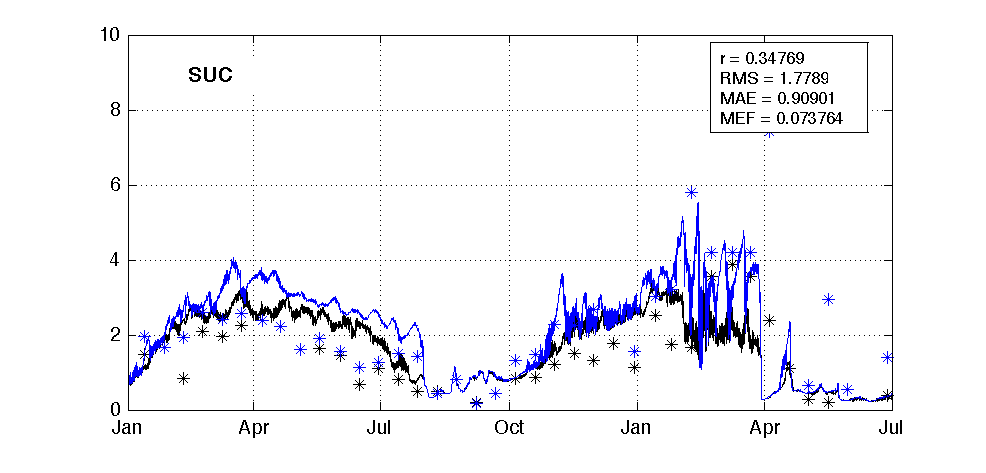 10
SUC
r = 0.34769
RMS = 1.7789
MAE = 0.90901
MEF = 0.073764
8
6
4
2
0
Jan Apr Jul Oct Jan Apr Jul